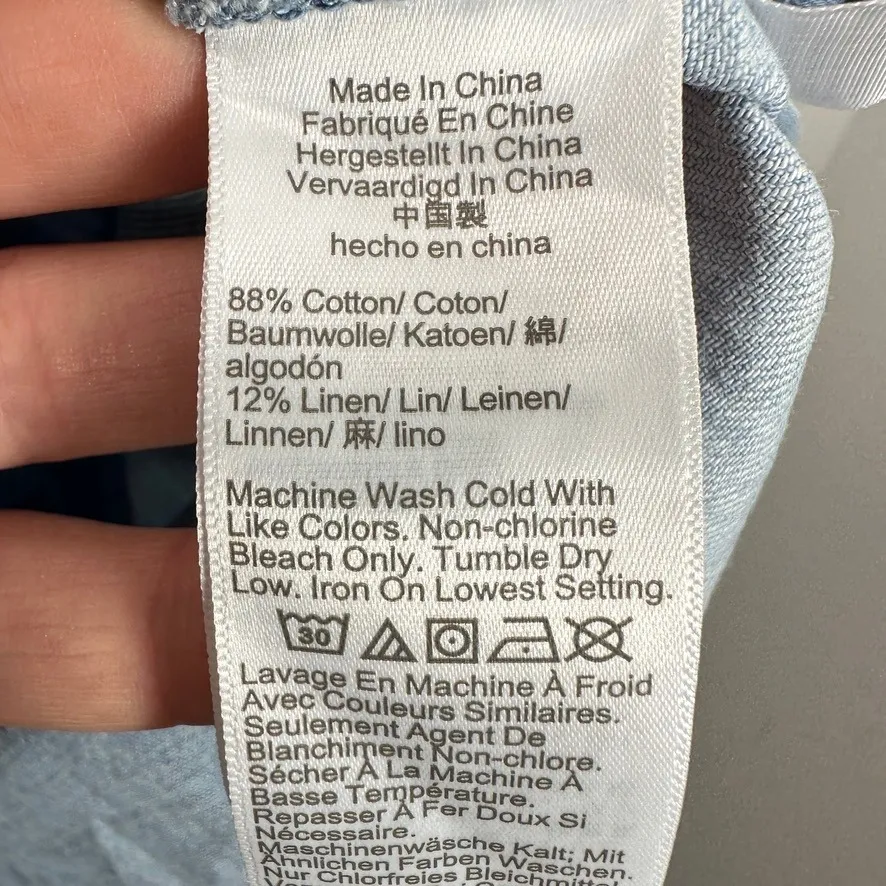 Made In China
Fabriqué En Chine
Hergestellt In China
Vervaardigd In China
中国製
hecho en china
88% Cotton/ Coton/
Baumwolle/ Katoen/ 綿/
algodón
12% Linen/ Lin/ Leinen/
Linnen/ 麻/ lino
Machine Wash Cold With
Like Colors. Non-chlorine
Bleach Only. Tumble Dry
Low. Iron On Lowest Setting.
30
Lavage En Machine À Froid
Avec Couleurs Similaires.
Seulement Agent De
Blanchiment Non-chlore.
Sécher À La Machine À
Basse Température.
Repasser À Fer Doux Si
Nécessaire.
Maschinenwäsche Kalt; Mit
Ähnlichen Farben Waschen.
Nur Chlorfreies Bleichmittel